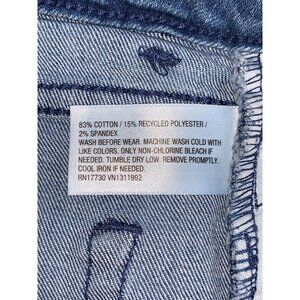 83% COTTON / 15% RECYCLED POLYESTER /
2% SPANDEX
WASH BEFORE WEAR. MACHINE WASH COLD WITH
LIKE COLORS. ONLY NON-CHLORINE BLEACH IF
NEEDED. TUMBLE DRY LOW. REMOVE PROMPTLY.
COOL IRON IF NEEDED.
RN17730 VN1311992